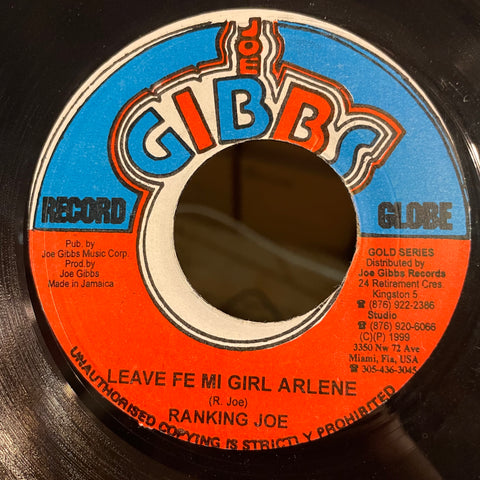 JOE
GIBBS
RECORD GLOBE
Pub. by
Joe Gibbs Music Corp.
Prod.by
Joe Gibbs
Made in Jamaica
GOLD SERIES
Distributed by
Joe Gibbs Records
24 Retirement Cres
Kingston 5
☎ (876) 922-2386
Studio
☎ (876) 920-6066
(C)(P) 1999
3350 Nw 72 Ave
Miami, Fla, USA
☎ 305-436-3045
LEAVE FE MI GIRL ARLENE
(R. Joe)
RANKING JOE
UNAUTHORISED COPYING IS STRICTLY PROHIBITED